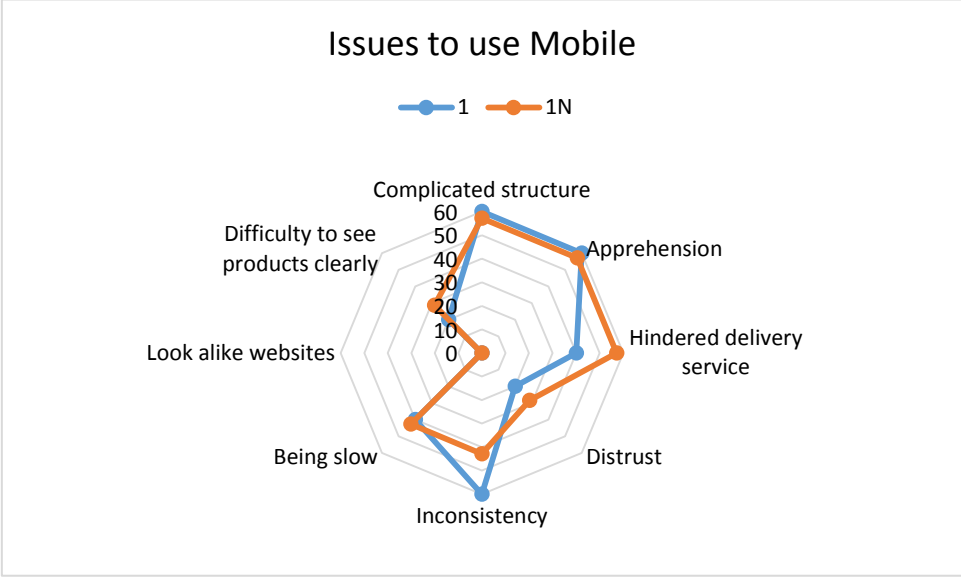 Issues to use Mobile
1 1N
Complicated structure
60
50
40
30
20
10
0
Apprehension
Hindered delivery
service
Distrust
Inconsistency
Being slow
Look alike websites
Difficulty to see
products clearly